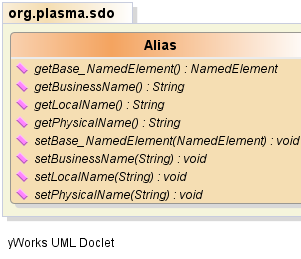 org.plasma.sdo
Alias
getBase_NamedElement() : NamedElement
getBusinessName() : String
getLocalName() : String
getPhysicalName() : String
setBase_NamedElement(NamedElement) : void
setBusinessName(String) : void
setLocalName(String) : void
setPhysicalName(String) : void
yWorks UML Doclet